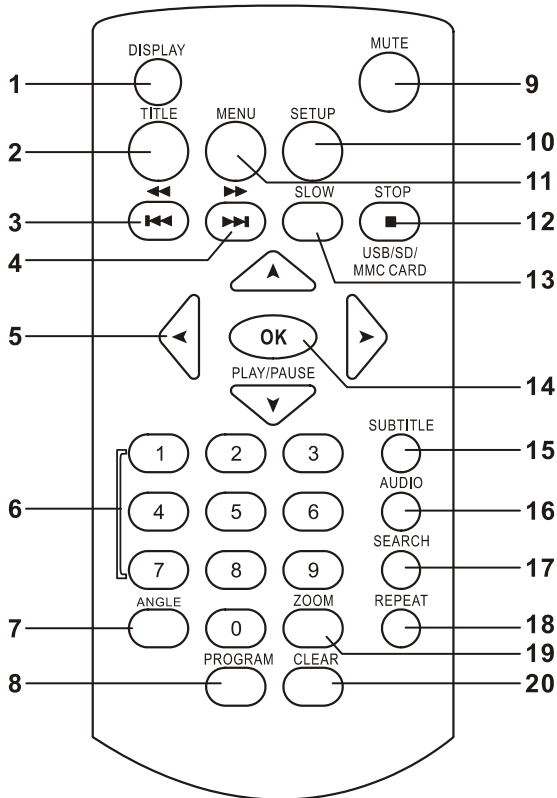 DISPLAY MUTE
1 9
TITLE MENU SETUP
2 10
11
SLOW STOP
3 12
4 USB/SD/
MMC CARD 13
5 OK
PLAY/PAUSE 14
SUBTITLE
1 2 3 15
AUDIO
6 4 5 6 16
SEARCH
7 8 9 17
ANGLE ZOOM REPEAT
7 0 18
19
PROGRAM CLEAR
8 20